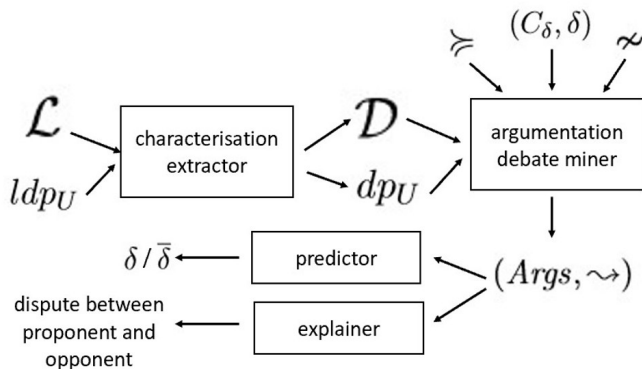 ≽ (C_δ, δ) ≁
ℒ
ldp_U
characterisation
extractor
𝒟
dp_U
argumentation
debate miner
δ / δ̄
predictor
(Args, ⇝)
dispute between
proponent and
opponent
explainer